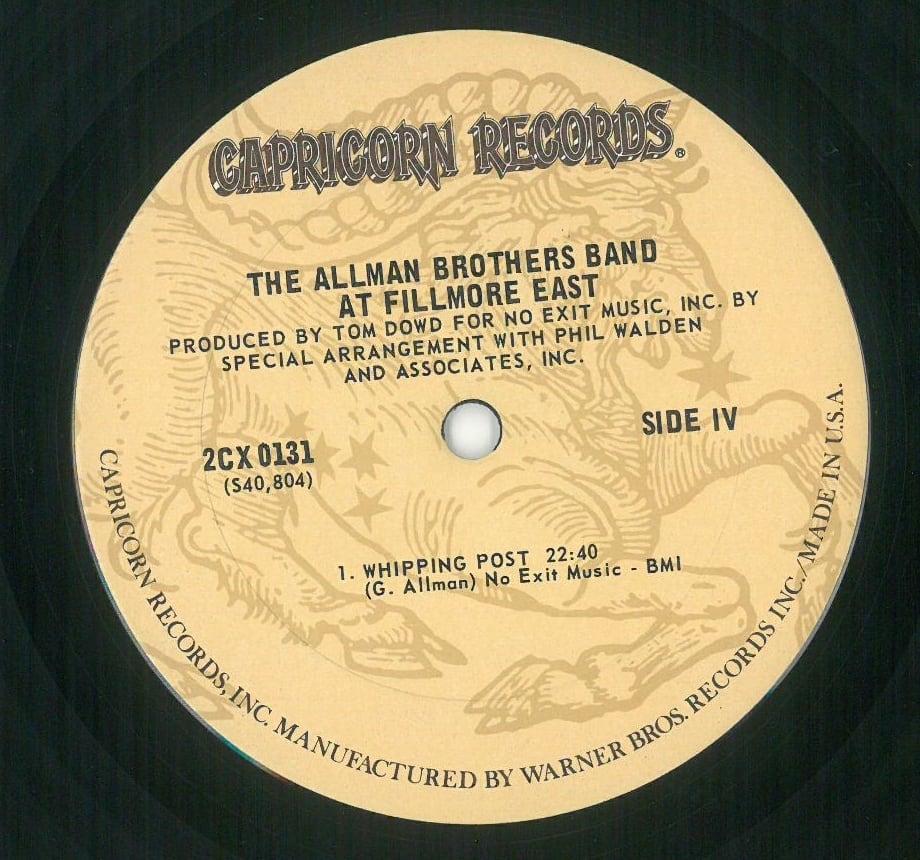 CAPRICORN RECORDS®
THE ALLMAN BROTHERS BAND
AT FILLMORE EAST
PRODUCED BY TOM DOWD FOR NO EXIT MUSIC, INC. BY
SPECIAL ARRANGEMENT WITH PHIL WALDEN
AND ASSOCIATES, INC.
SIDE IV
2CX 0131
(S40,804)
1. WHIPPING POST 22:40
(G. Allman) No Exit Music - BMI
CAPRICORN RECORDS, INC. MANUFACTURED BY WARNER BROS. RECORDS INC./MADE IN U.S.A.